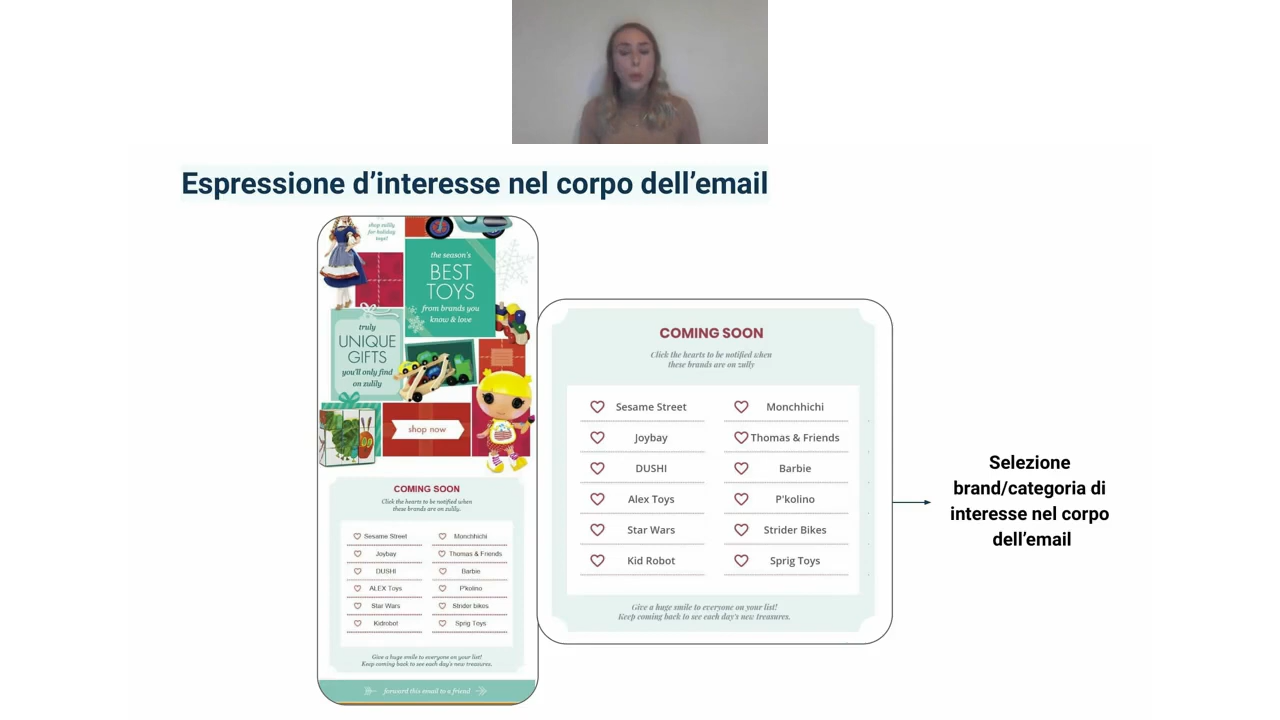 Espressione d’interesse nel corpo dell’email
shop zulily
for holiday
toys!
the season's
BEST
TOYS
from brands you
know & love
truly
UNIQUE
GIFTS
you'll only find
on zulily
shop now
COMING SOON
Click the hearts to be notified when
these brands are on zulily.
Sesame Street
Monchhichi
Joybay
Thomas & Friends
DUSHI
Barbie
ALEX Toys
P'kolino
Star Wars
Strider bikes
Kidrobot
Sprig Toys
Give a huge smile to everyone on your list!
Keep coming back to see each day's new treasures.
forward this email to a friend
COMING SOON
Click the hearts to be notified when
these brands are on zully
Sesame Street
Monchhichi
Joybay
Thomas & Friends
DUSHI
Barbie
Alex Toys
P'kolino
Star Wars
Strider Bikes
Kid Robot
Sprig Toys
Give a huge smile to everyone on your list!
Keep coming back to see each day's new treasures.
Selezione
brand/categoria di
interesse nel corpo
dell’email